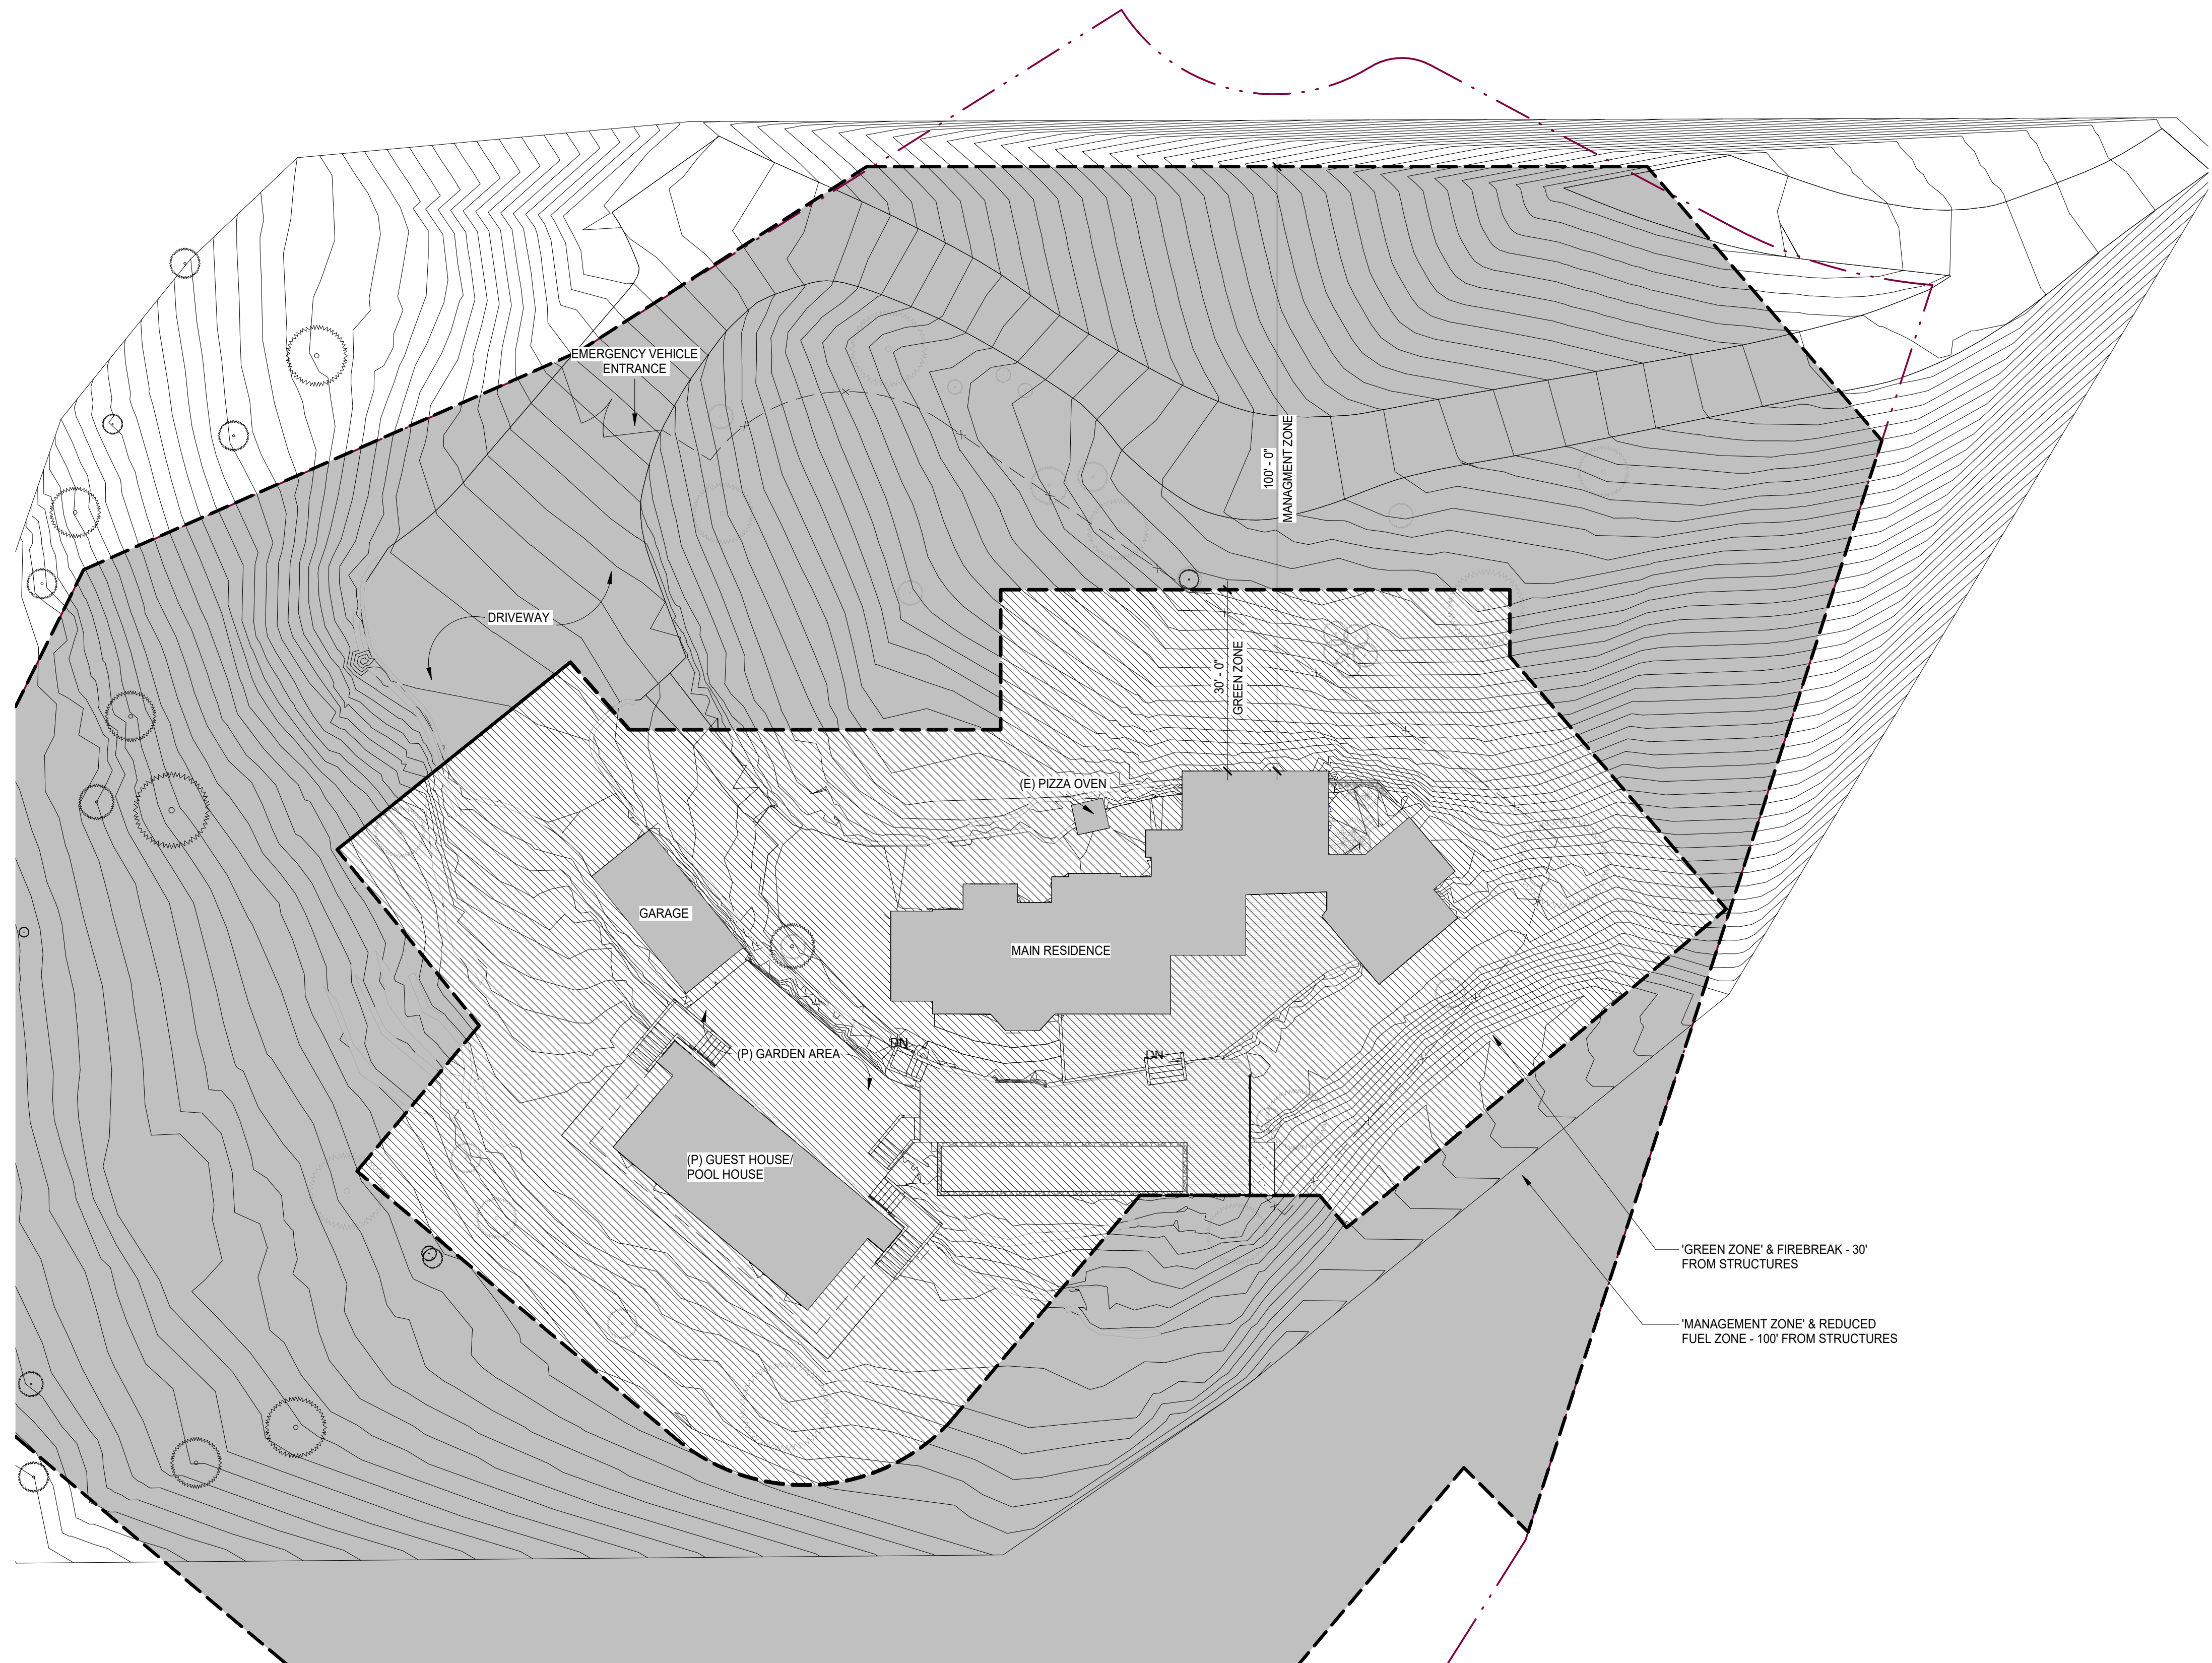 EMERGENCY VEHICLE
ENTRANCE
100' - 0"
MANAGMENT ZONE
DRIVEWAY
30' - 0"
GREEN ZONE
(E) PIZZA OVEN
GARAGE
MAIN RESIDENCE
DN
(P) GARDEN AREA
DN
(P) GUEST HOUSE/
POOL HOUSE
'GREEN ZONE' & FIREBREAK - 30'
FROM STRUCTURES
'MANAGEMENT ZONE' & REDUCED
FUEL ZONE - 100' FROM STRUCTURES